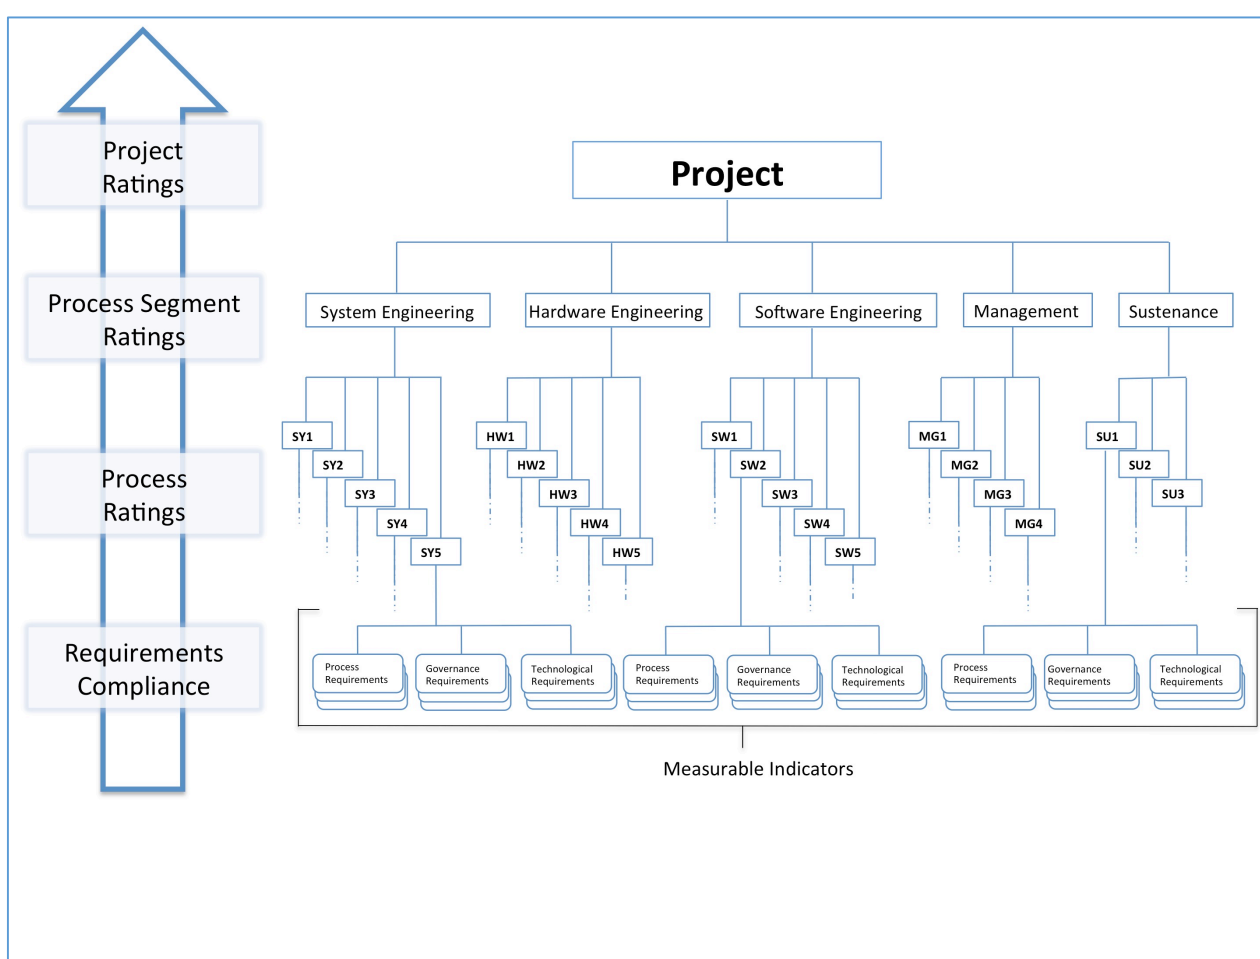 Project
Ratings
Process Segment
Ratings
Process
Ratings
Requirements
Compliance
Project
System Engineering
Hardware Engineering
Software Engineering
Management
Sustenance
SY1
SY2
SY3
SY4
SY5
HW1
HW2
HW3
HW4
HW5
SW1
SW2
SW3
SW4
SW5
MG1
MG2
MG3
MG4
SU1
SU2
SU3
Process
Requirements
Governance
Requirements
Technological
Requirements
Process
Requirements
Governance
Requirements
Technological
Requirements
Process
Requirements
Governance
Requirements
Technological
Requirements
Measurable Indicators